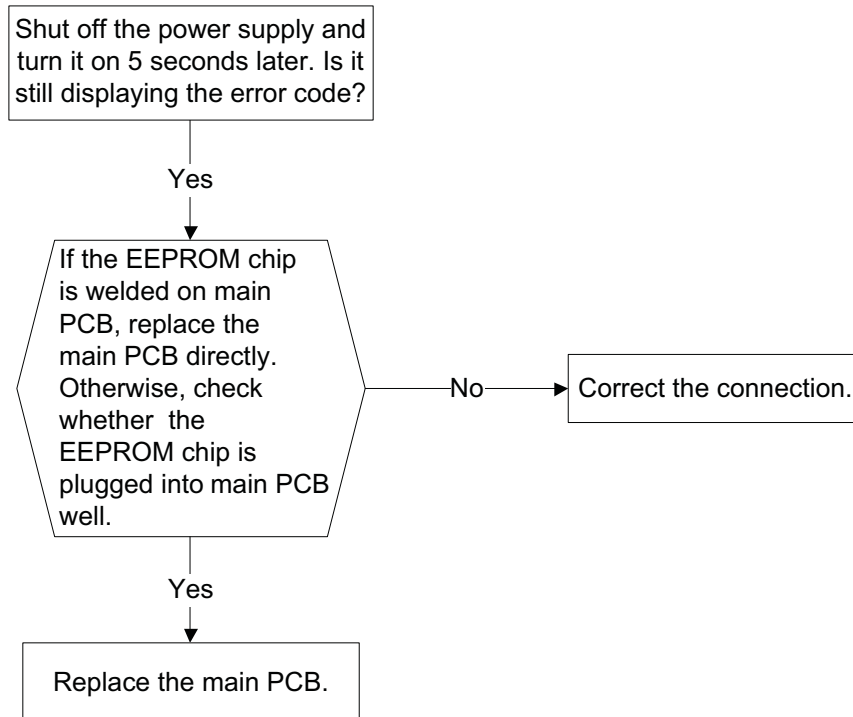 Shut off the power supply and
turn it on 5 seconds later. Is it
still displaying the error code?
Yes
If the EEPROM chip
is welded on main
PCB, replace the
main PCB directly.
Otherwise, check
whether the
EEPROM chip is
plugged into main PCB
well.
No
Correct the connection.
Yes
Replace the main PCB.